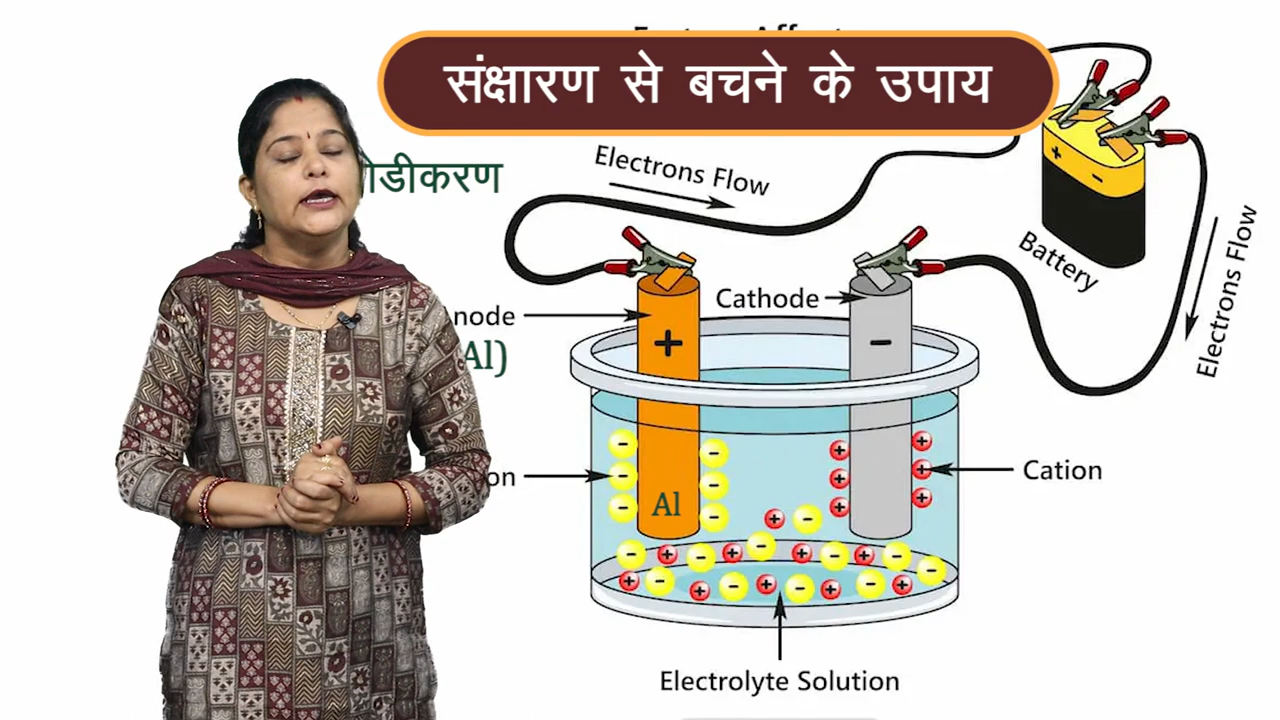 संक्षारण से बचने के उपाय
Electrons Flow
Battery
Electrons Flow
Cathode
+
-
Al
Cation
Electrolyte Solution